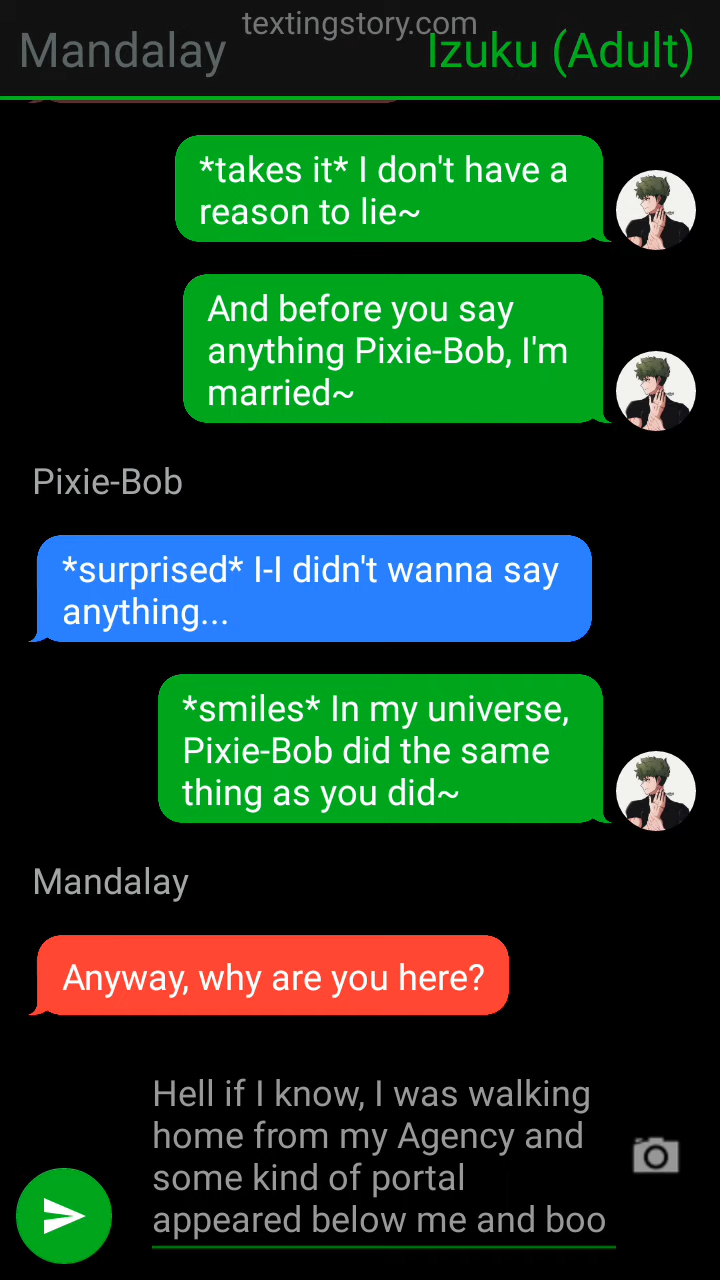 textingstory.com
Mandalay
Izuku (Adult)
*takes it* I don't have a
reason to lie~
And before you say
anything Pixie-Bob, I'm
married~
Pixie-Bob
*surprised* I-I didn't wanna say
anything...
*smiles* In my universe,
Pixie-Bob did the same
thing as you did~
Mandalay
Anyway, why are you here?
Hell if I know, I was walking
home from my Agency and
some kind of portal
appeared below me and boo